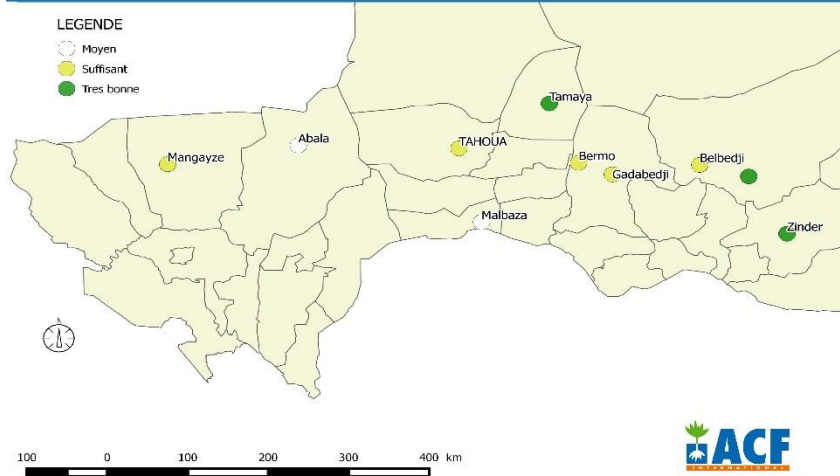 LEGENDE
Moyen
Suffisant
Tres bonne
Tamaya
Abala
TAHOUA
Mangayze
Bermo
Belbedji
Gadabedji
Malbaza
Zinder
N
100 0 100 200 300 400 km
ACF
INTERNATIONAL